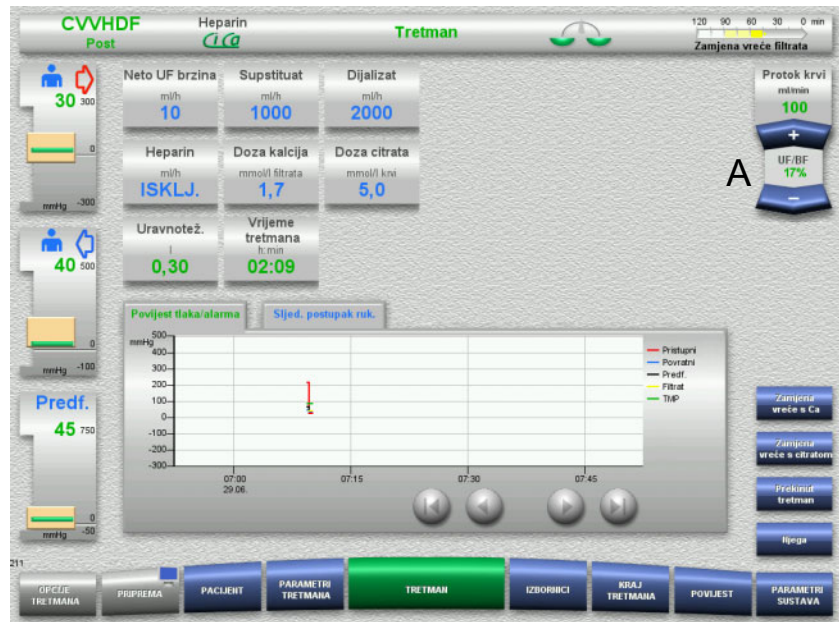 CVVHDF
Post
Heparin
Ci Ca
Tretman
120 90 60 30 0 min
Zamjena vreće filtrata
30
300
0
mmHg -300
40
500
0
mmHg -100
Predf.
45
750
0
mmHg -50
Neto UF brzina
ml/h
10
Supstituat
ml/h
1000
Dijalizat
ml/h
2000
Heparin
ml/h
ISKLJ.
Doza kalcija
mmol/l filtrata
1,7
Doza citrata
mmol/l krvi
5,0
Uravnotež.
l
0,30
Vrijeme
tretmana
h:min
02:09
Protok krvi
ml/min
100
+
UF/BF
17%
–
A
Povijest tlaka/alarma
Sljed. postupak ruk.
mmHg
500
400
300
200
100
0
-100
-200
-300
07:00
29.06.
07:15
07:30
07:45
Pristupni
Povratni
Predf.
Filtrat
TMP
Zamjena
vreće s Ca
Zamjena
vreće s citratom
Prekinut
tretman
Njega
211
OPCIJE
TRETMANA
PRIPREMA
PACIJENT
PARAMETRI
TRETMANA
TRETMAN
IZBORNICI
KRAJ
TRETMANA
POVIJEST
PARAMETRI
SUSTAVA